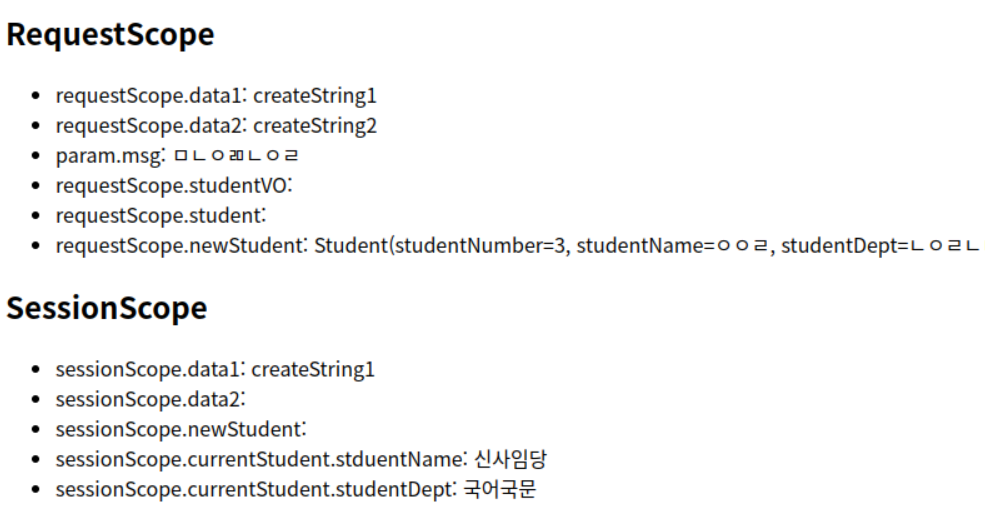 RequestScope
• requestScope.data1: createString1
• requestScope.data2: createString2
• param.msg: ㅁㄴㅇㄻㄴㅇㄹ
• requestScope.studentVO:
• requestScope.student:
• requestScope.newStudent: Student(studentNumber=3, studentName=ㅇㅇㄹ, studentDept=ㄴㅇㄹㄴ
SessionScope
• sessionScope.data1: createString1
• sessionScope.data2:
• sessionScope.newStudent:
• sessionScope.currentStudent.stduentName: 신사임당
• sessionScope.currentStudent.studentDept: 국어국문